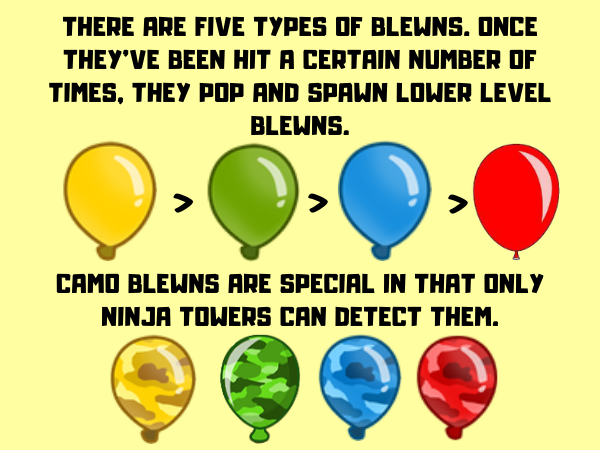 THERE ARE FIVE TYPES OF BLEWNS. ONCE
THEY'VE BEEN HIT A CERTAIN NUMBER OF
TIMES, THEY POP AND SPAWN LOWER LEVEL
BLEWNS.
> > >
CAMO BLEWNS ARE SPECIAL IN THAT ONLY
NINJA TOWERS CAN DETECT THEM.